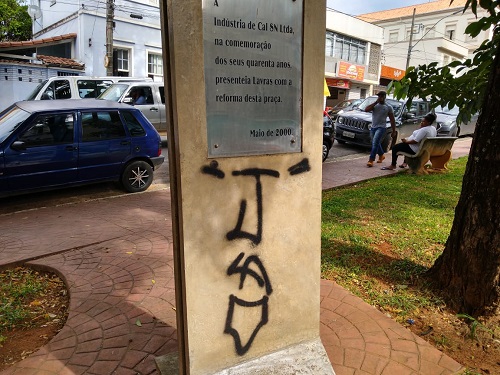 A
Indústria de Cal SN Ltda,
na comemoração
dos seus quarenta anos,
presenteia Lavras com a
reforma desta praça.
Maio de 2000.